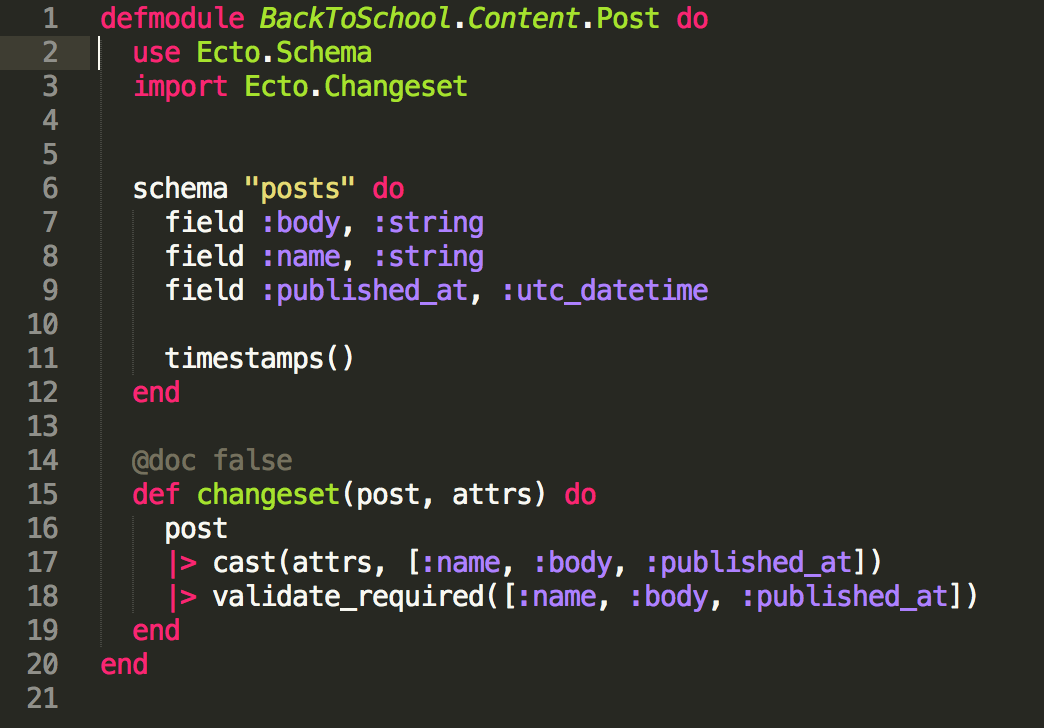 1 defmodule BackToSchool.Content.Post do
2   use Ecto.Schema
3   import Ecto.Changeset
4
5
6   schema "posts" do
7     field :body, :string
8     field :name, :string
9     field :published_at, :utc_datetime
10
11     timestamps()
12   end
13
14   @doc false
15   def changeset(post, attrs) do
16     post
17     |> cast(attrs, [:name, :body, :published_at])
18     |> validate_required([:name, :body, :published_at])
19   end
20 end
21